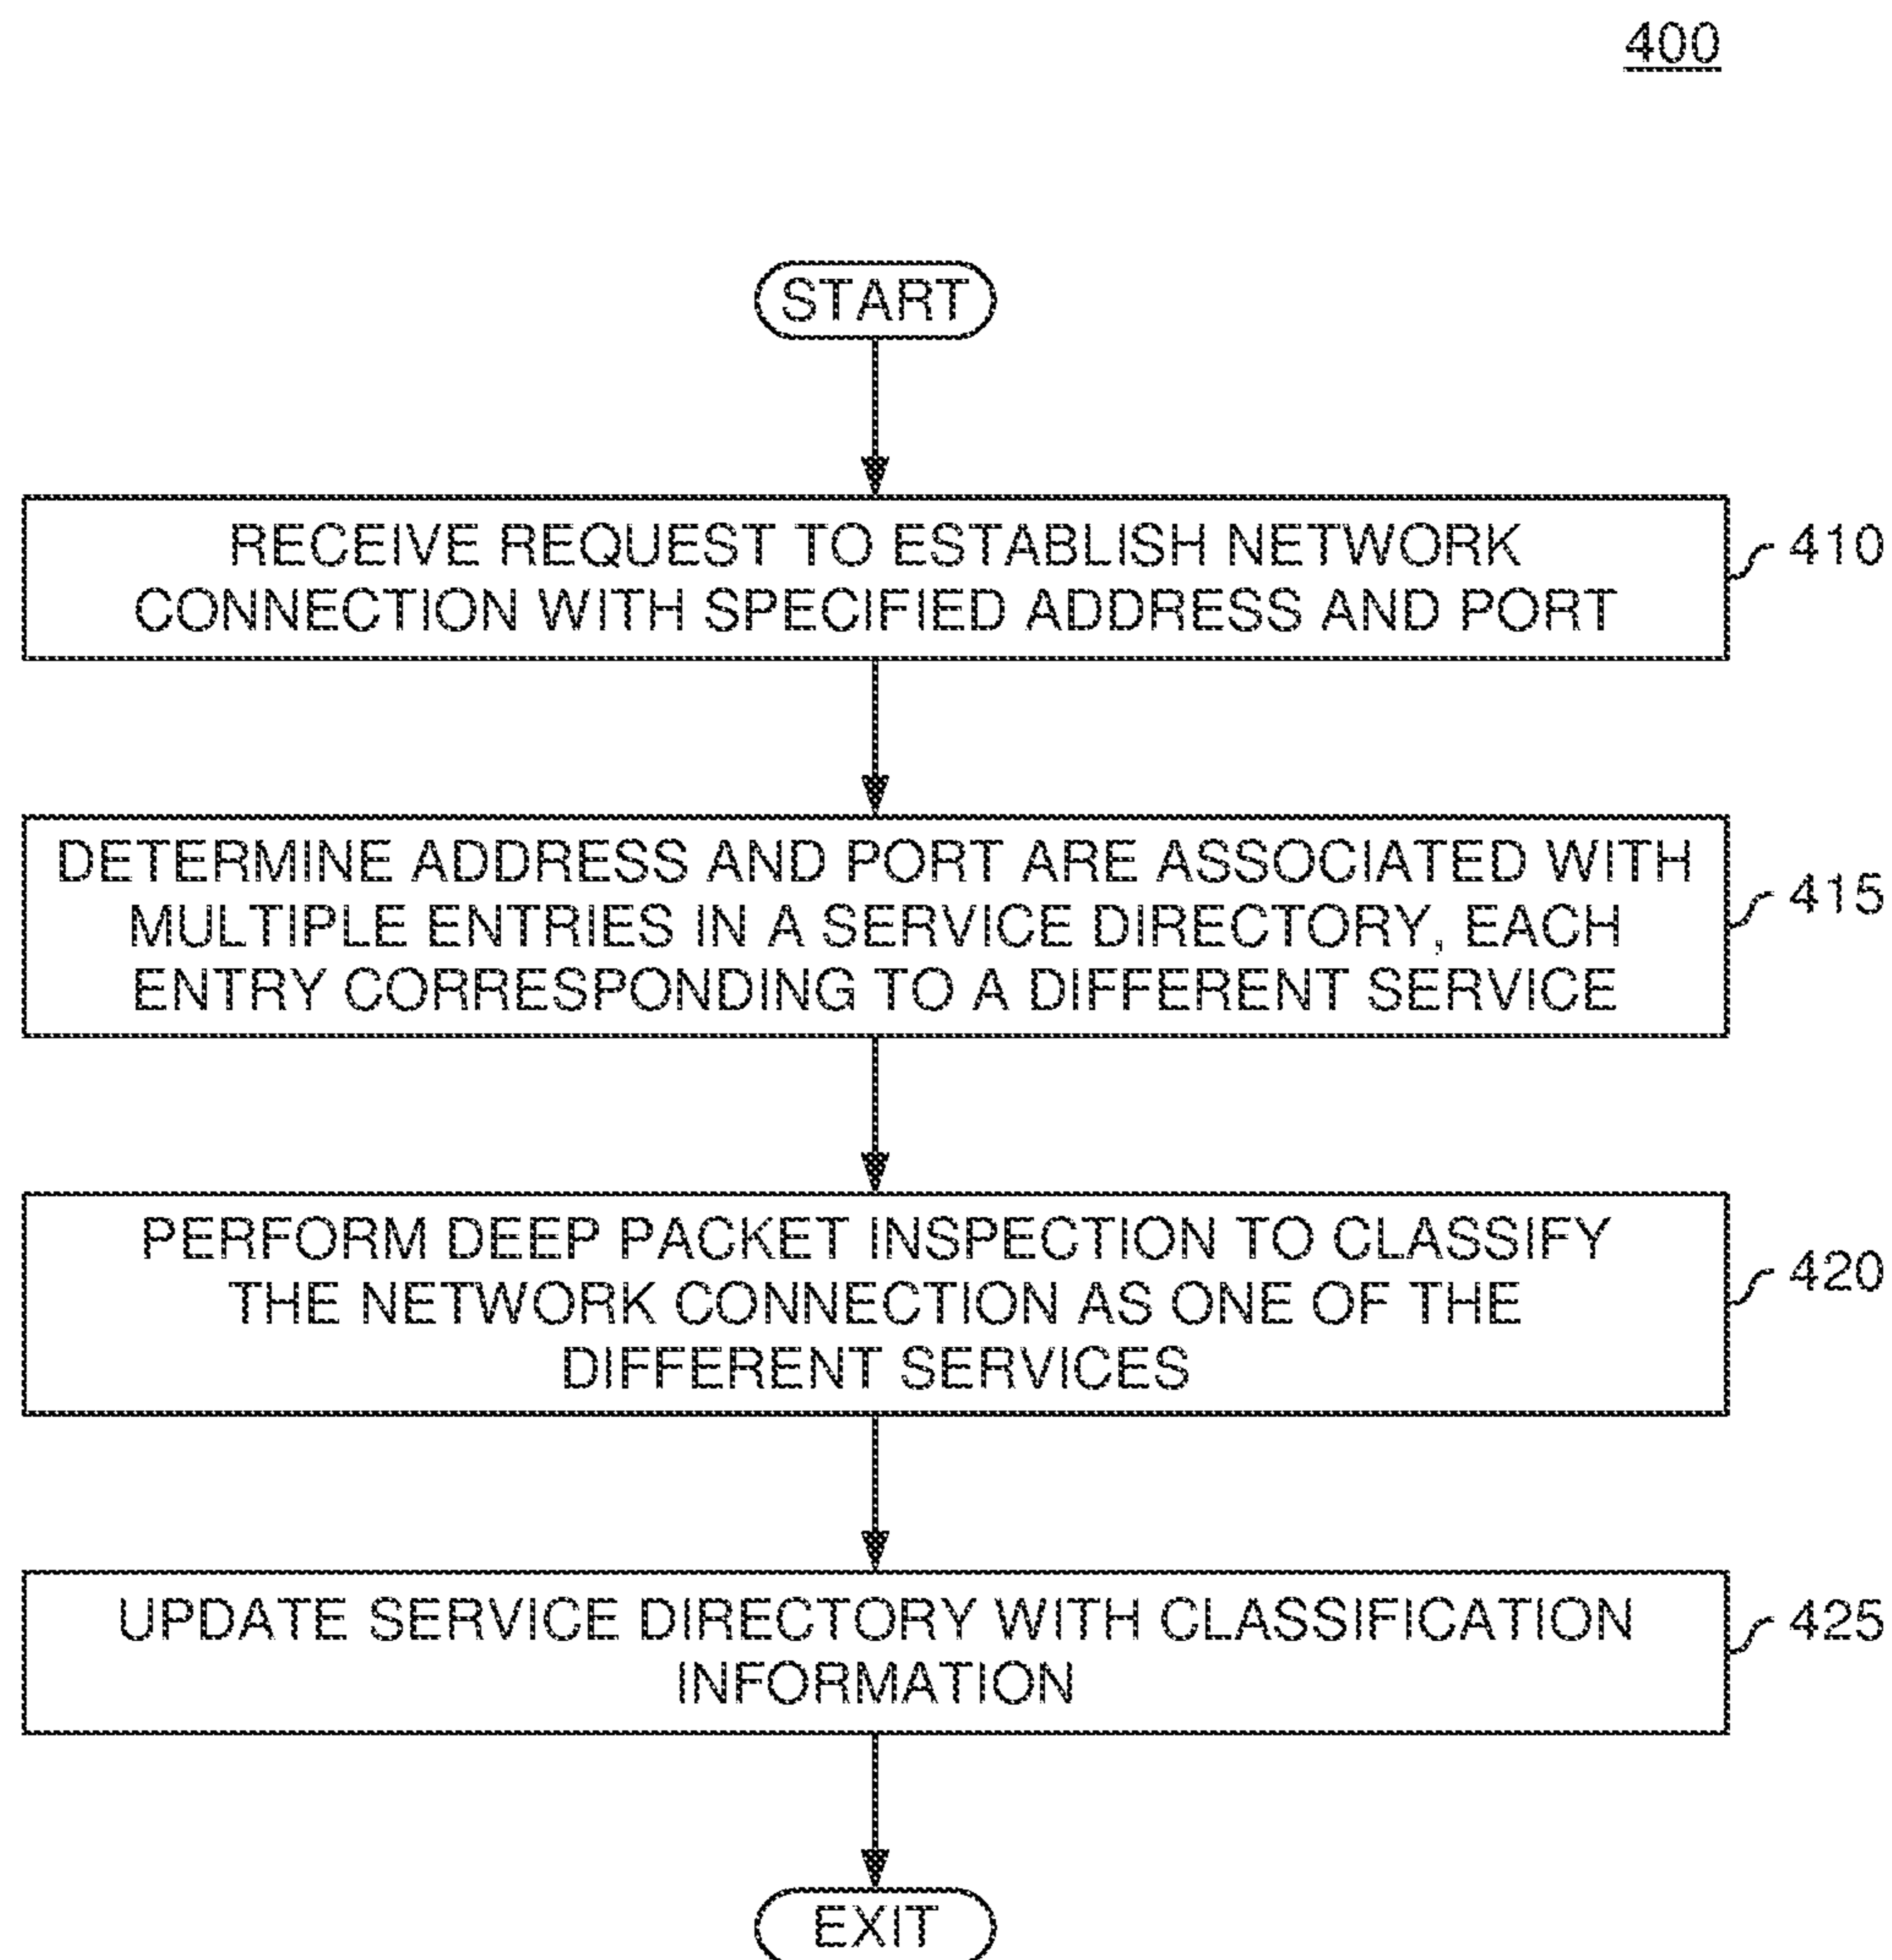 400
START
RECEIVE REQUEST TO ESTABLISH NETWORK
CONNECTION WITH SPECIFIED ADDRESS AND PORT
410
DETERMINE ADDRESS AND PORT ARE ASSOCIATED WITH
MULTIPLE ENTRIES IN A SERVICE DIRECTORY, EACH
ENTRY CORRESPONDING TO A DIFFERENT SERVICE
415
PERFORM DEEP PACKET INSPECTION TO CLASSIFY
THE NETWORK CONNECTION AS ONE OF THE
DIFFERENT SERVICES
420
UPDATE SERVICE DIRECTORY WITH CLASSIFICATION
INFORMATION
425
EXIT